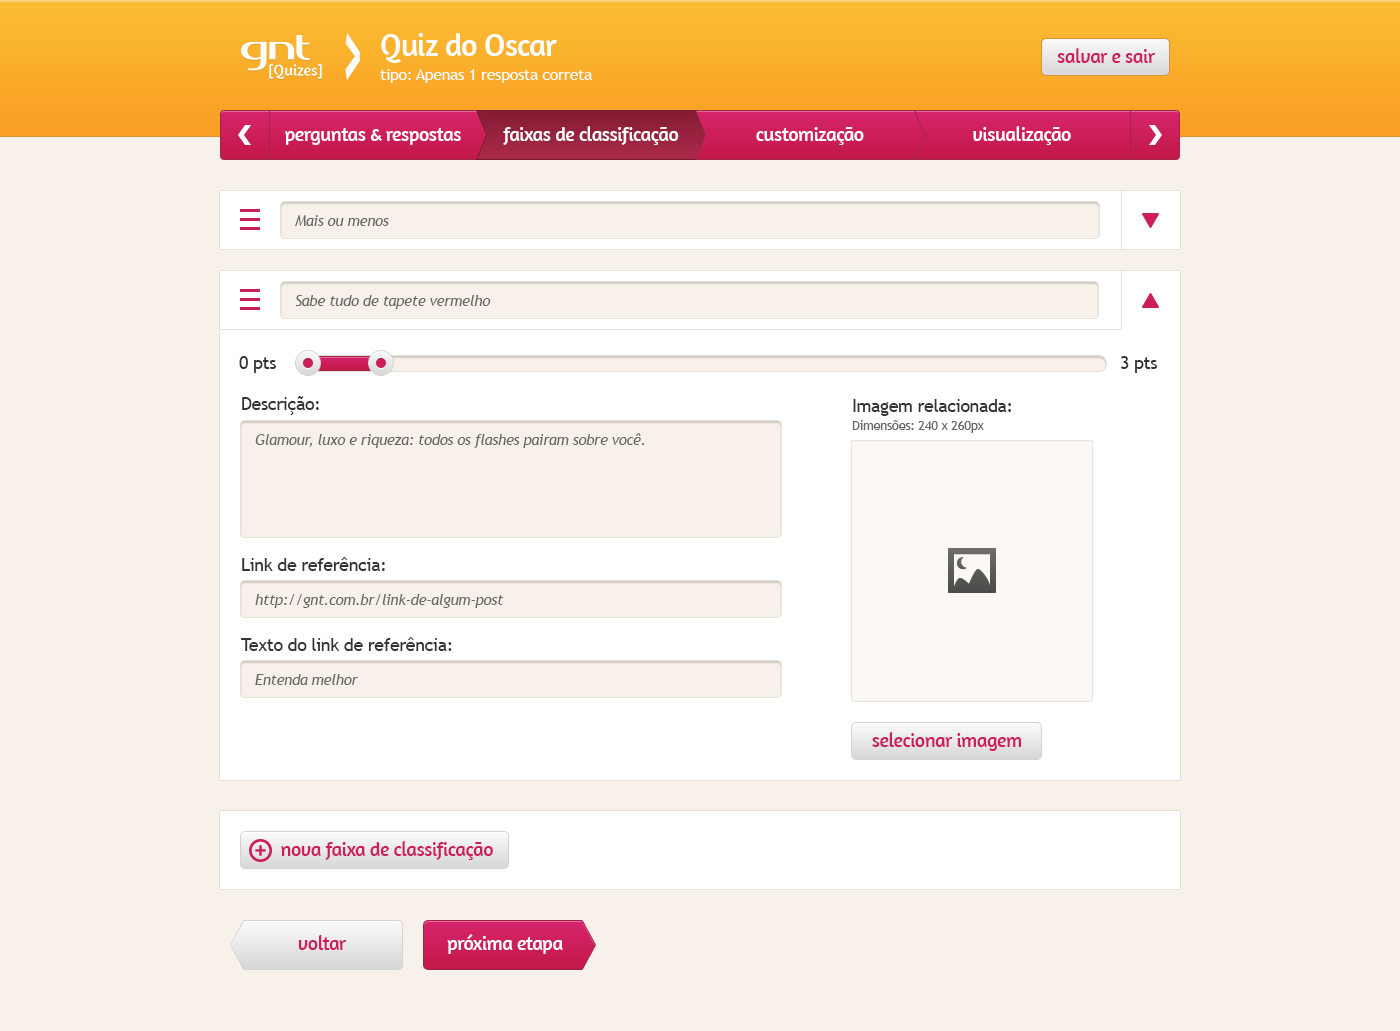 gnt
[Quizes]
Quiz do Oscar
tipo: Apenas 1 resposta correta
salvar e sair
perguntas & respostas
faixas de classificação
customização
visualização
Mais ou menos
Sabe tudo de tapete vermelho
0 pts
3 pts
Descrição:
Glamour, luxo e riqueza: todos os flashes pairam sobre você.
Imagem relacionada:
Dimensões: 240 x 260px
Link de referência:
http://gnt.com.br/link-de-algum-post
Texto do link de referência:
Entenda melhor
selecionar imagem
nova faixa de classificação
voltar
próxima etapa